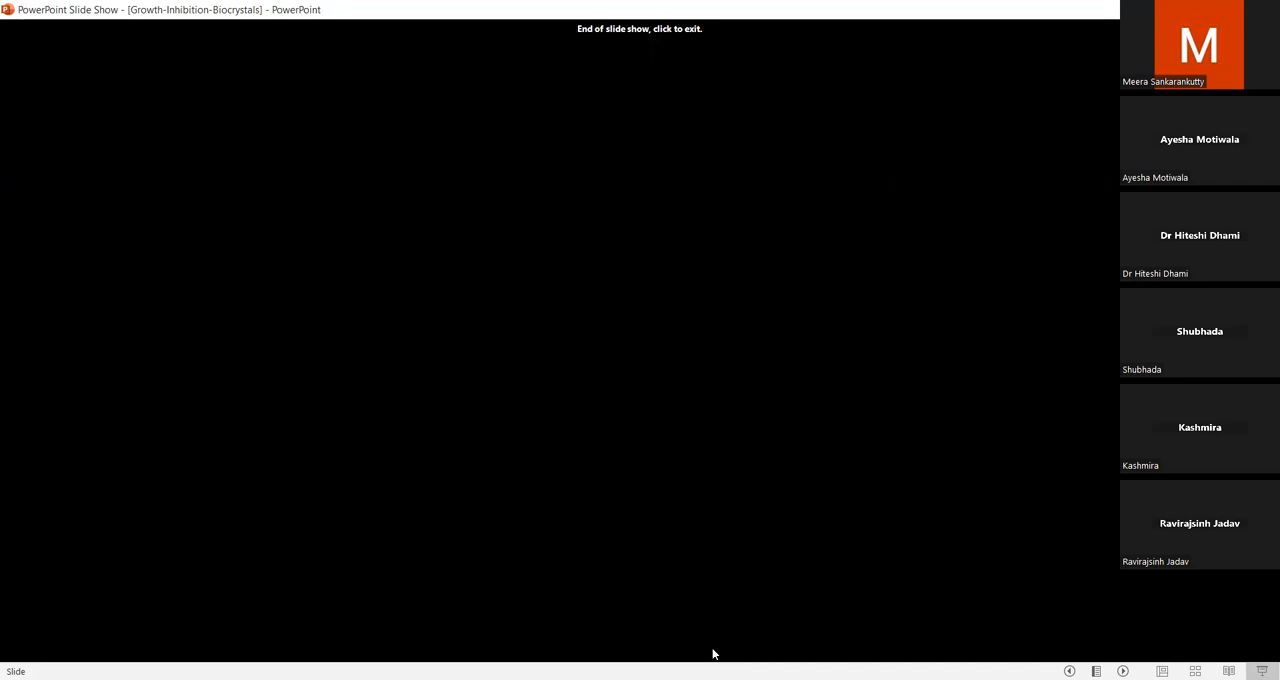 PowerPoint Slide Show - [Growth-Inhibition-Biocrystals] - PowerPoint
End of slide show, click to exit.
M
Meera Sankarankutty
Ayesha Motiwala
Ayesha Motiwala
Dr Hiteshi Dhami
Dr Hiteshi Dhami
Shubhada
Shubhada
Kashmira
Kashmira
Ravirajsinh Jadav
Ravirajsinh Jadav
Slide